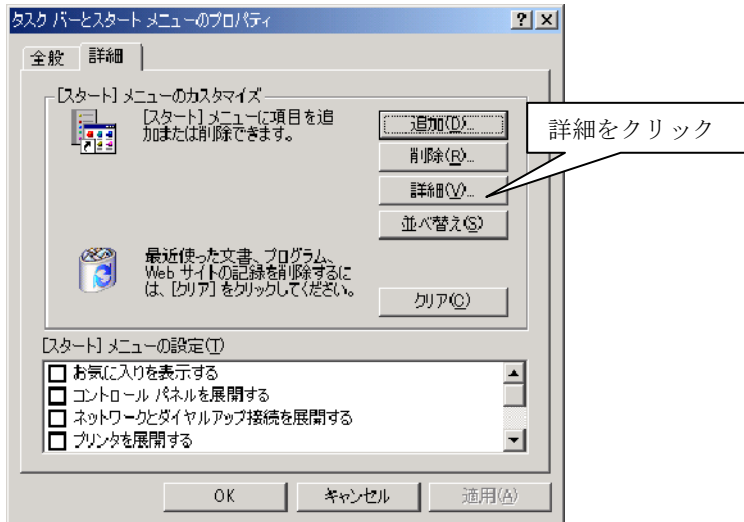 タスク バーとスタート メニューのプロパティ
全般
詳細
[スタート] メニューのカスタマイズ
[スタート] メニューに項目を追
加または削除できます。
追加(D)...
削除(R)...
詳細(V)...
並べ替え(S)
詳細をクリック
最近使った文書、プログラム、
Web サイトの記録を削除するに
は、[クリア] をクリックしてください。
クリア(C)
[スタート] メニューの設定(T)
お気に入りを表示する
コントロール パネルを展開する
ネットワークとダイヤルアップ接続を展開する
プリンタを展開する
OK
キャンセル
適用(A)